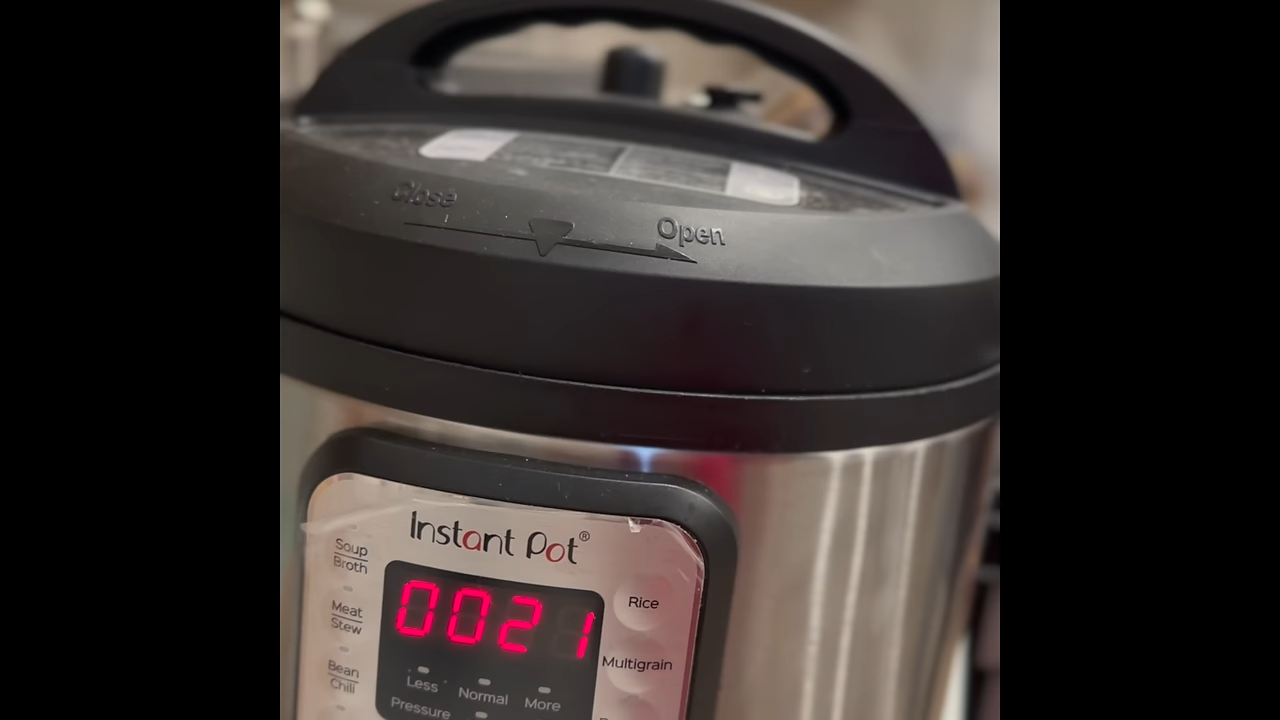 Close
Open
Instant Pot®
Soup
Broth
0021
Rice
Meat
Stew
Multigrain
Bean
Chili
Less
Normal
More
Pressure